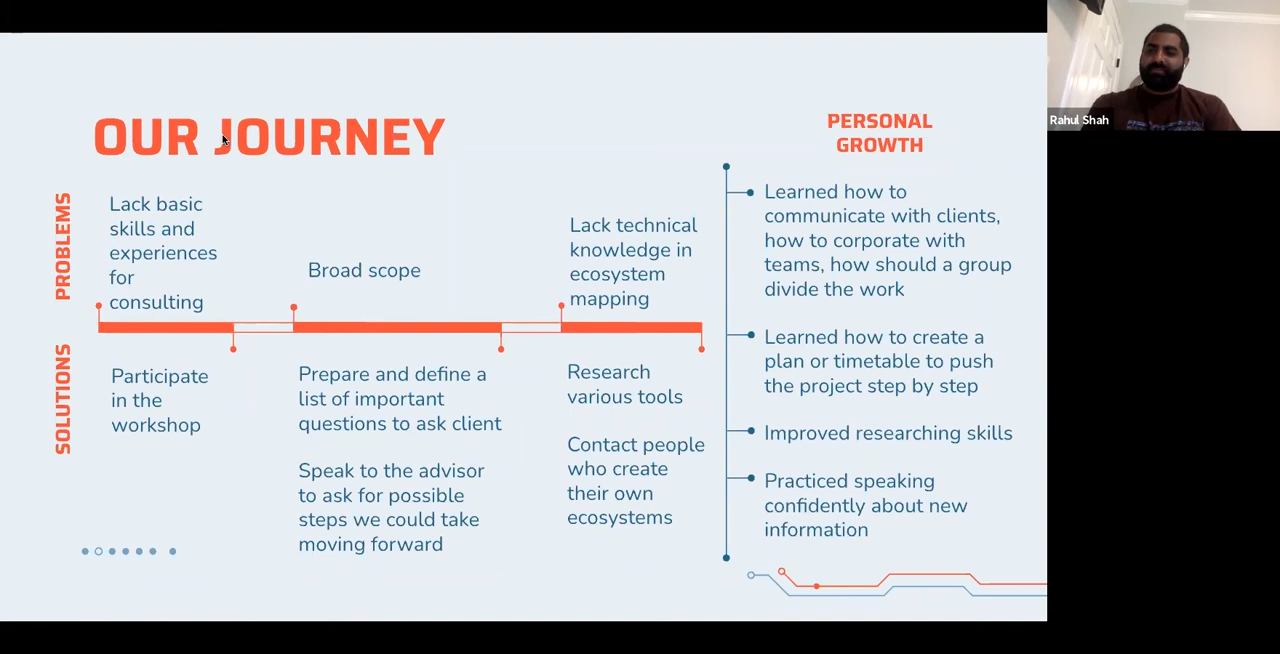 OUR JOURNEY
PROBLEMS
Lack basic
skills and
experiences
for
consulting
Broad scope
Lack technical
knowledge in
ecosystem
mapping
SOLUTIONS
Participate
in the
workshop
Prepare and define a
list of important
questions to ask client
Speak to the advisor
to ask for possible
steps we could take
moving forward
Research
various tools
Contact people
who create
their own
ecosystems
PERSONAL
GROWTH
Learned how to
communicate with clients,
how to corporate with
teams, how should a group
divide the work
Learned how to create a
plan or timetable to push
the project step by step
Improved researching skills
Practiced speaking
confidently about new
information
Rahul Shah